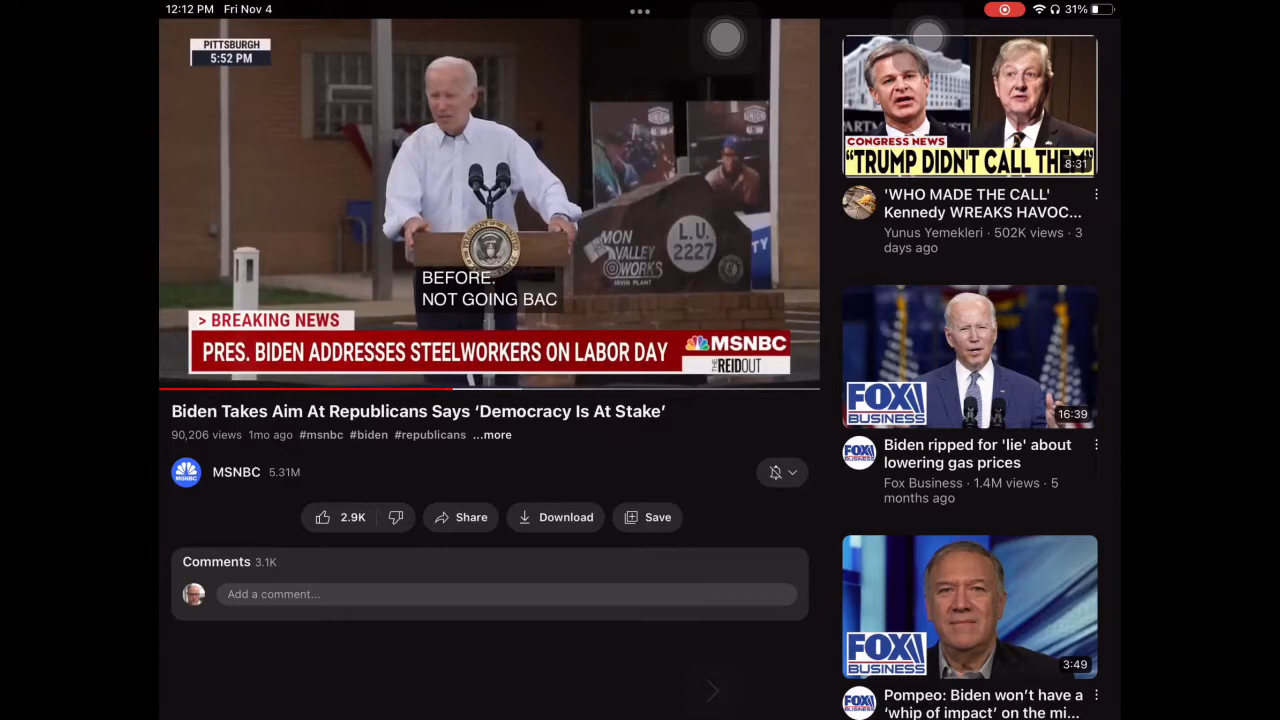 12:12 PM Fri Nov 4
31%
PITTSBURGH
5:52 PM
MON
VALLEY
WORKS
IRVIN PLANT
L.U.
2227
BEFORE.
NOT GOING BAC
> BREAKING NEWS
PRES. BIDEN ADDRESSES STEELWORKERS ON LABOR DAY
MSNBC
THE REIDOUT
Biden Takes Aim At Republicans Says ‘Democracy Is At Stake’
90,206 views 1mo ago #msnbc #biden #republicans ...more
MSNBC 5.31M
2.9K
Share
Download
Save
Comments 3.1K
Add a comment...
CONGRESS NEWS
“TRUMP DIDN'T CALL THEM”
8:31
'WHO MADE THE CALL'
Kennedy WREAKS HAVOC...
Yunus Yemekleri · 502K views · 3
days ago
FOX
BUSINESS
16:39
Biden ripped for 'lie' about
lowering gas prices
Fox Business · 1.4M views · 5
months ago
FOX
BUSINESS
3:49
Pompeo: Biden won’t have a
‘whip of impact’ on the mi...